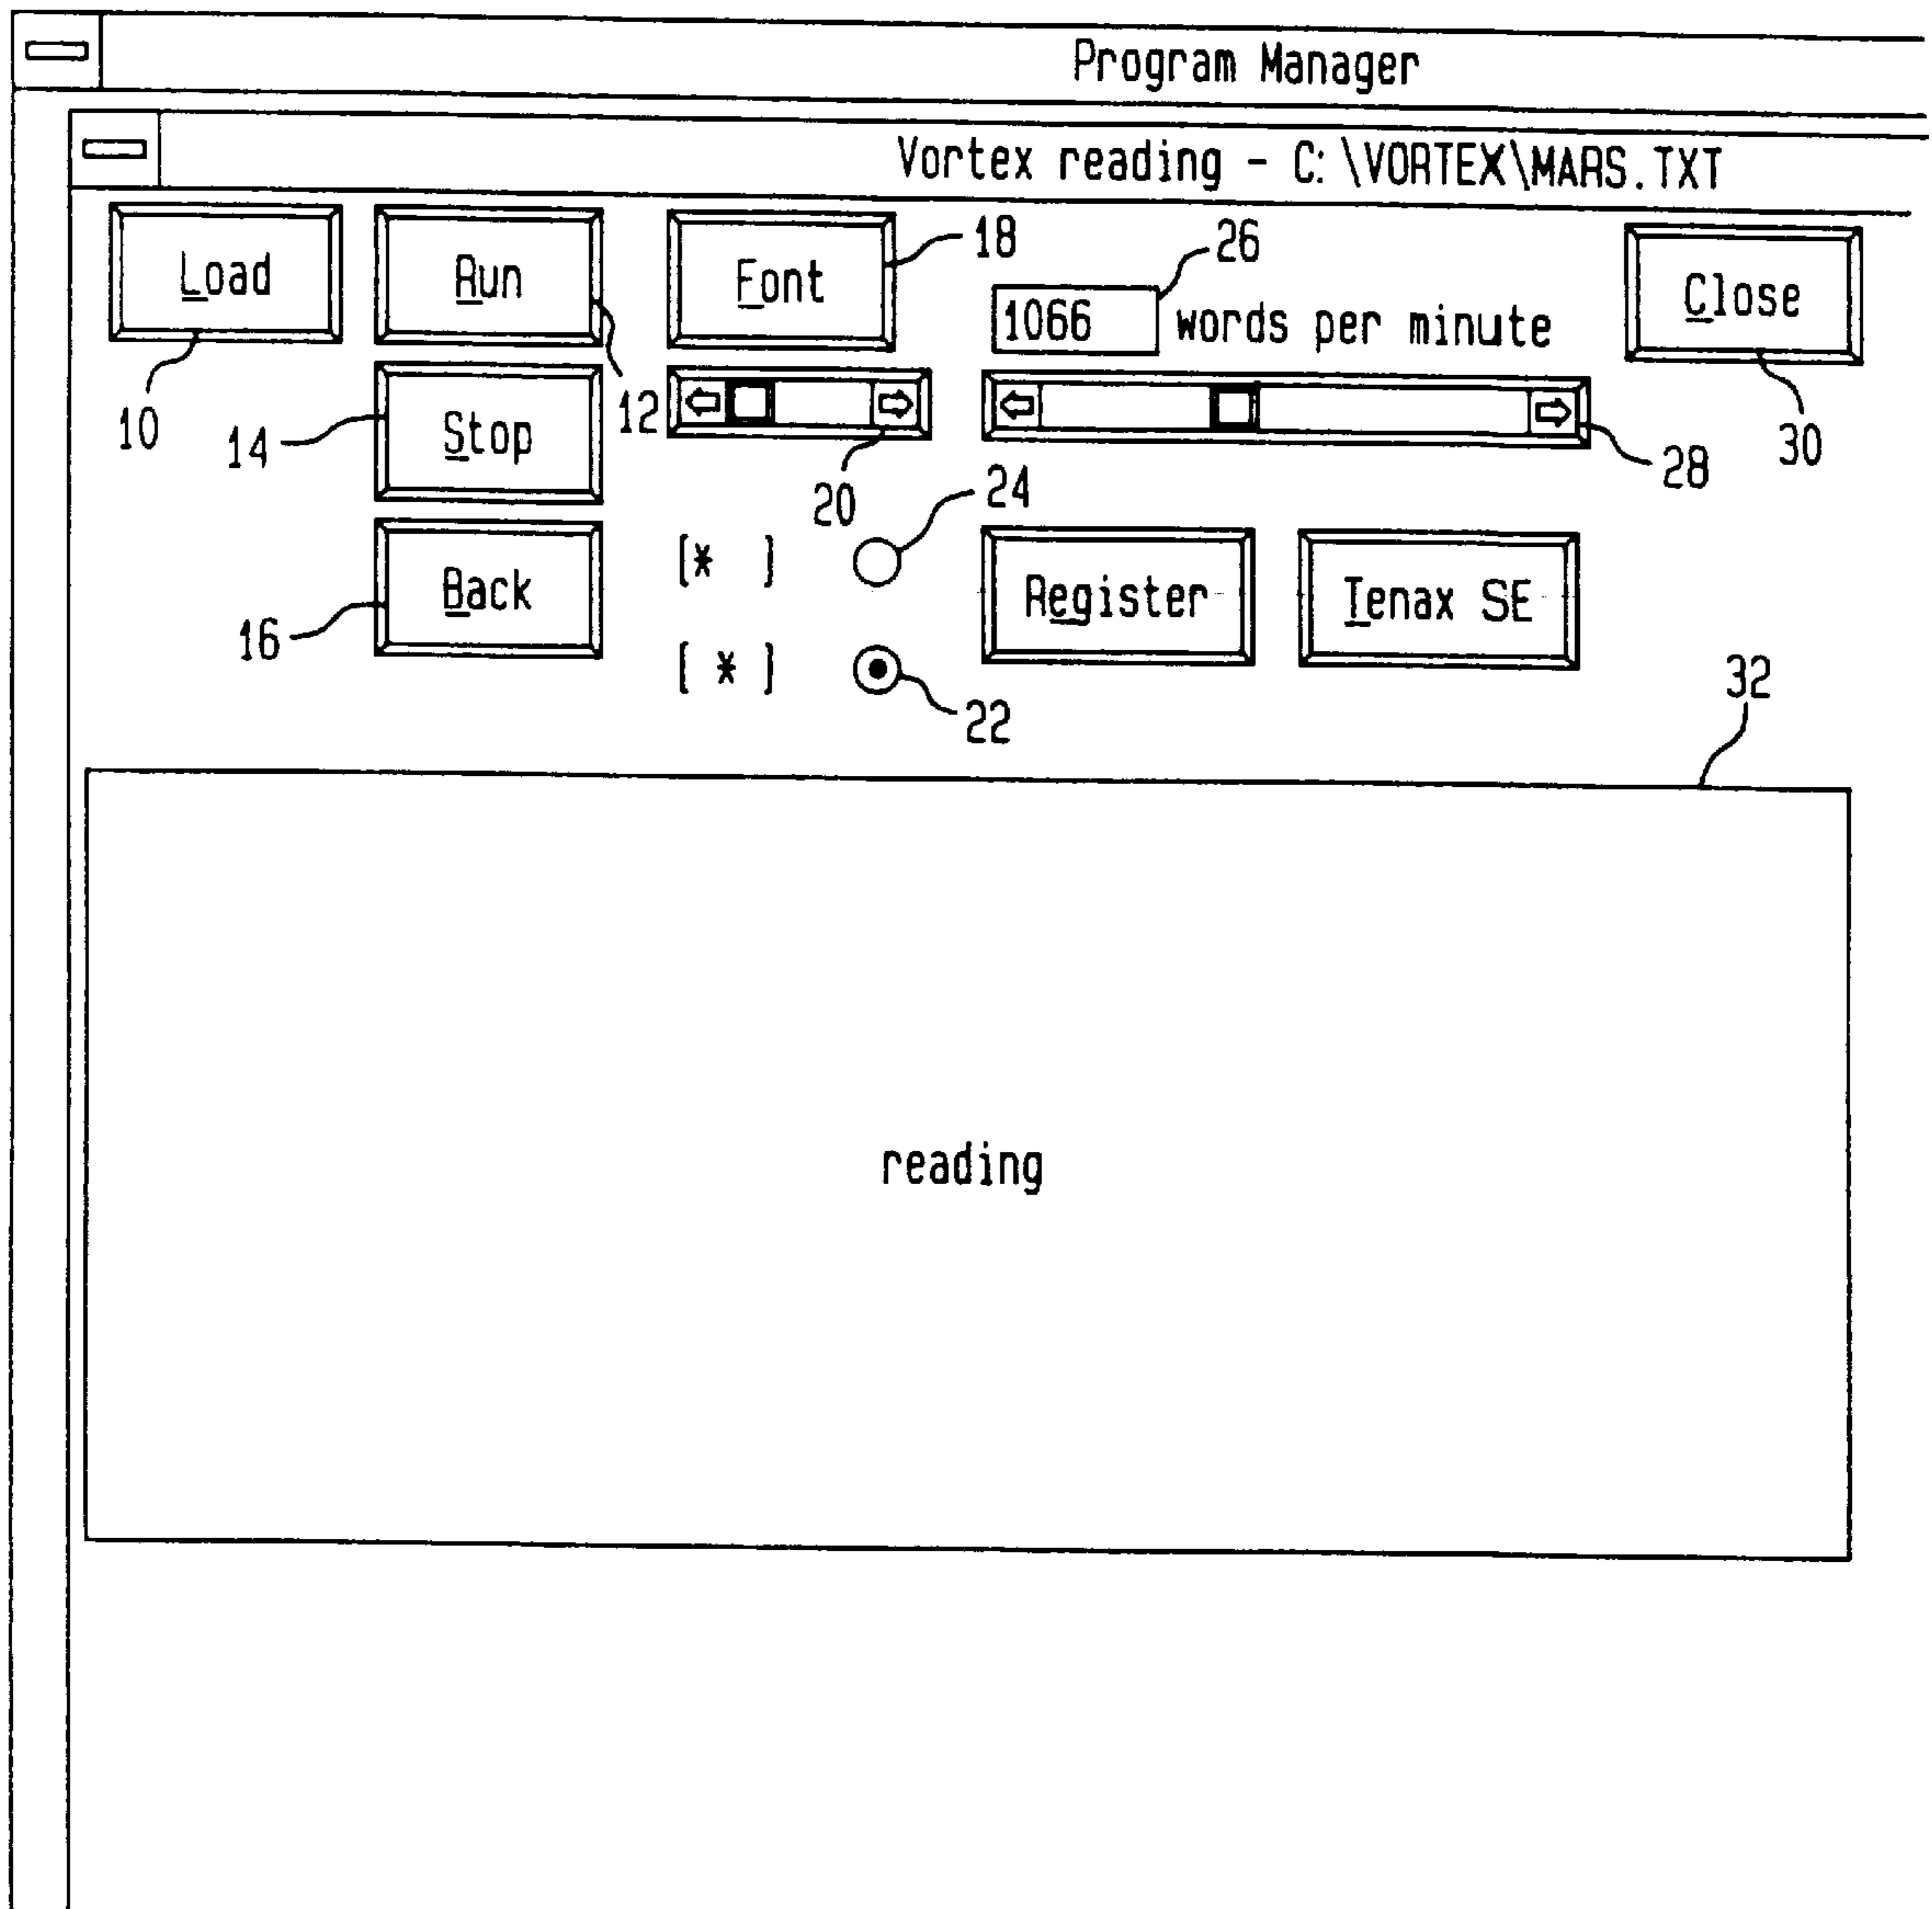 Program Manager
Vortex reading - C:\VORTEX\MARS.TXT
Load Run Font 18 26 Close
1066 words per minute
10 14 Stop 12 20 28 30
24
16 Back [* ] Register Tenax SE
[ * ] 22 32
reading